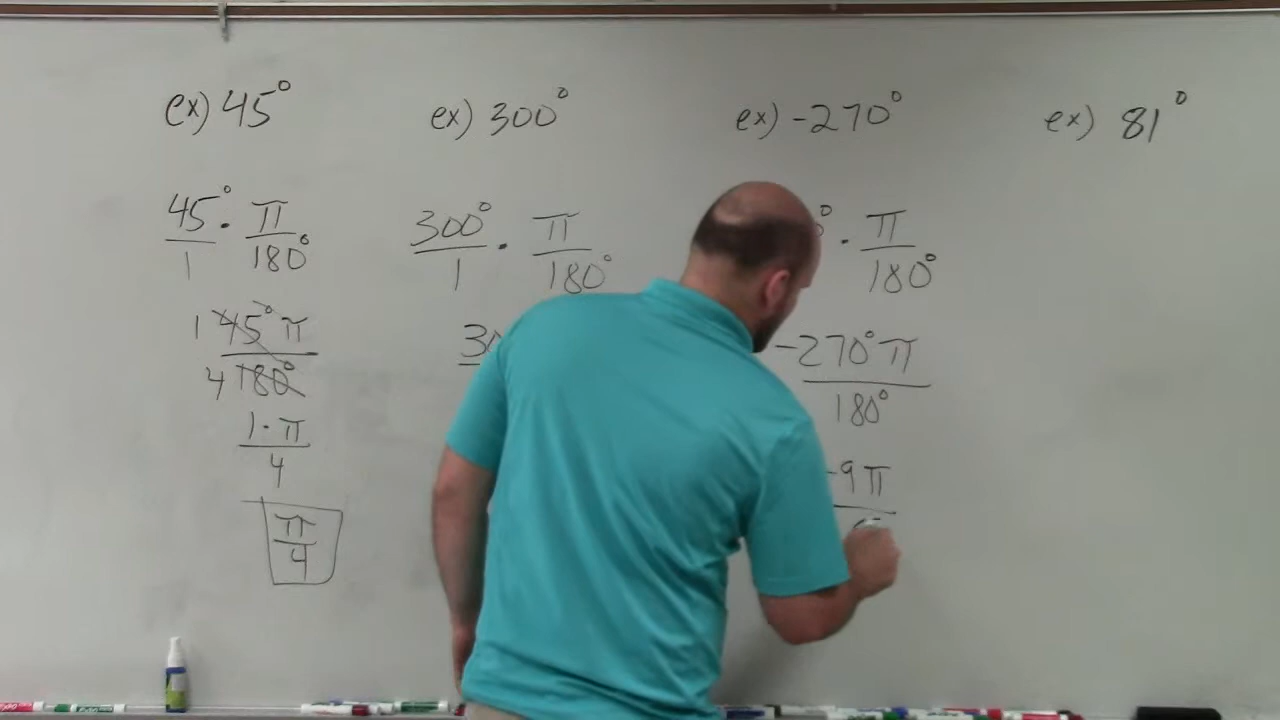 ex) 45°
45° · π
1 180°
1 45° π
4 180°
1 · π
4
π
4
ex) 300°
300° · π
1 180°
ex) -270°
° · π
180°
-270° π
180°
-9π
ex) 81°